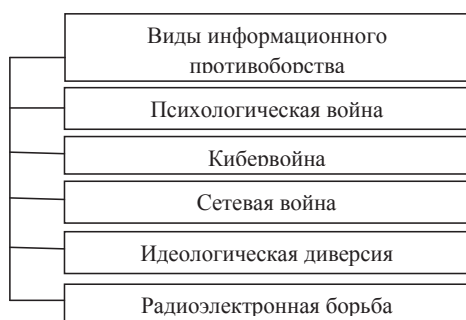 Виды информационного
противоборства
Психологическая война
Кибервойна
Сетевая война
Идеологическая диверсия
Радиоэлектронная борьба